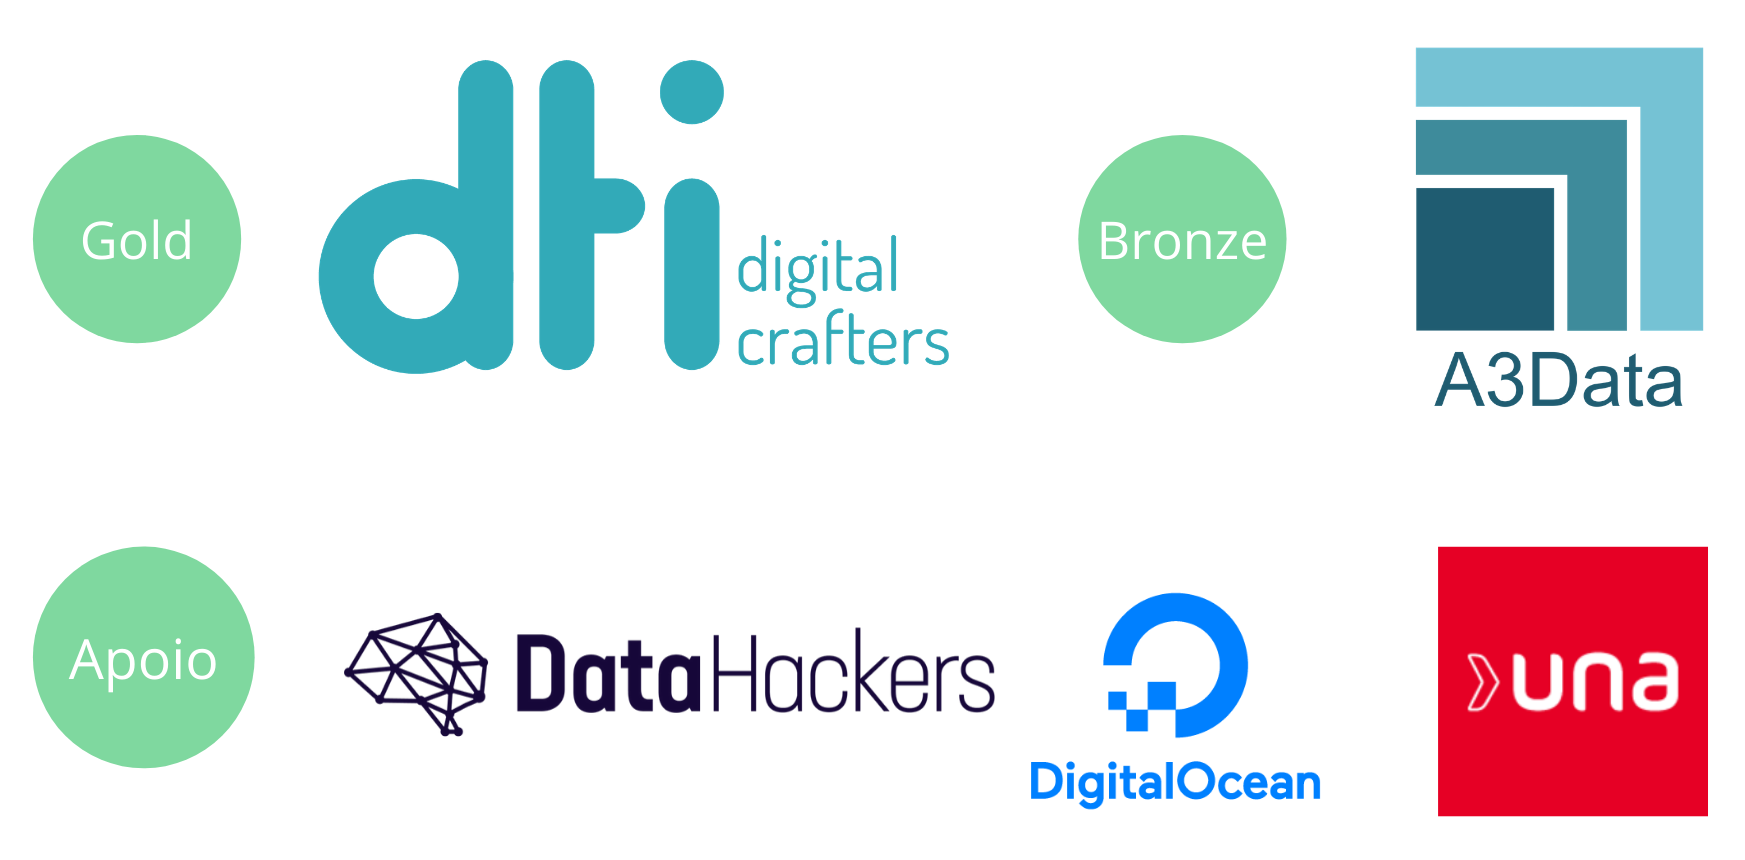 Gold
dti
digital
crafters
Bronze
A3Data
Apoio
DataHackers
DigitalOcean
una